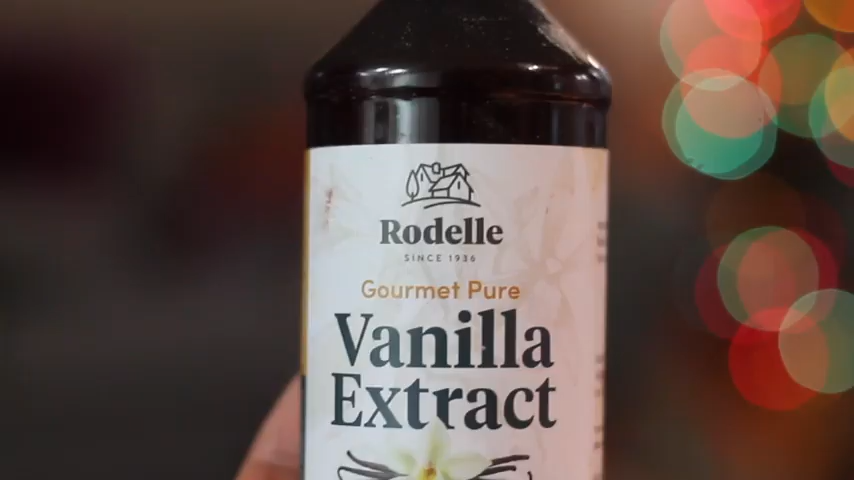 Rodelle
SINCE 1936
Gourmet Pure
Vanilla
Extract